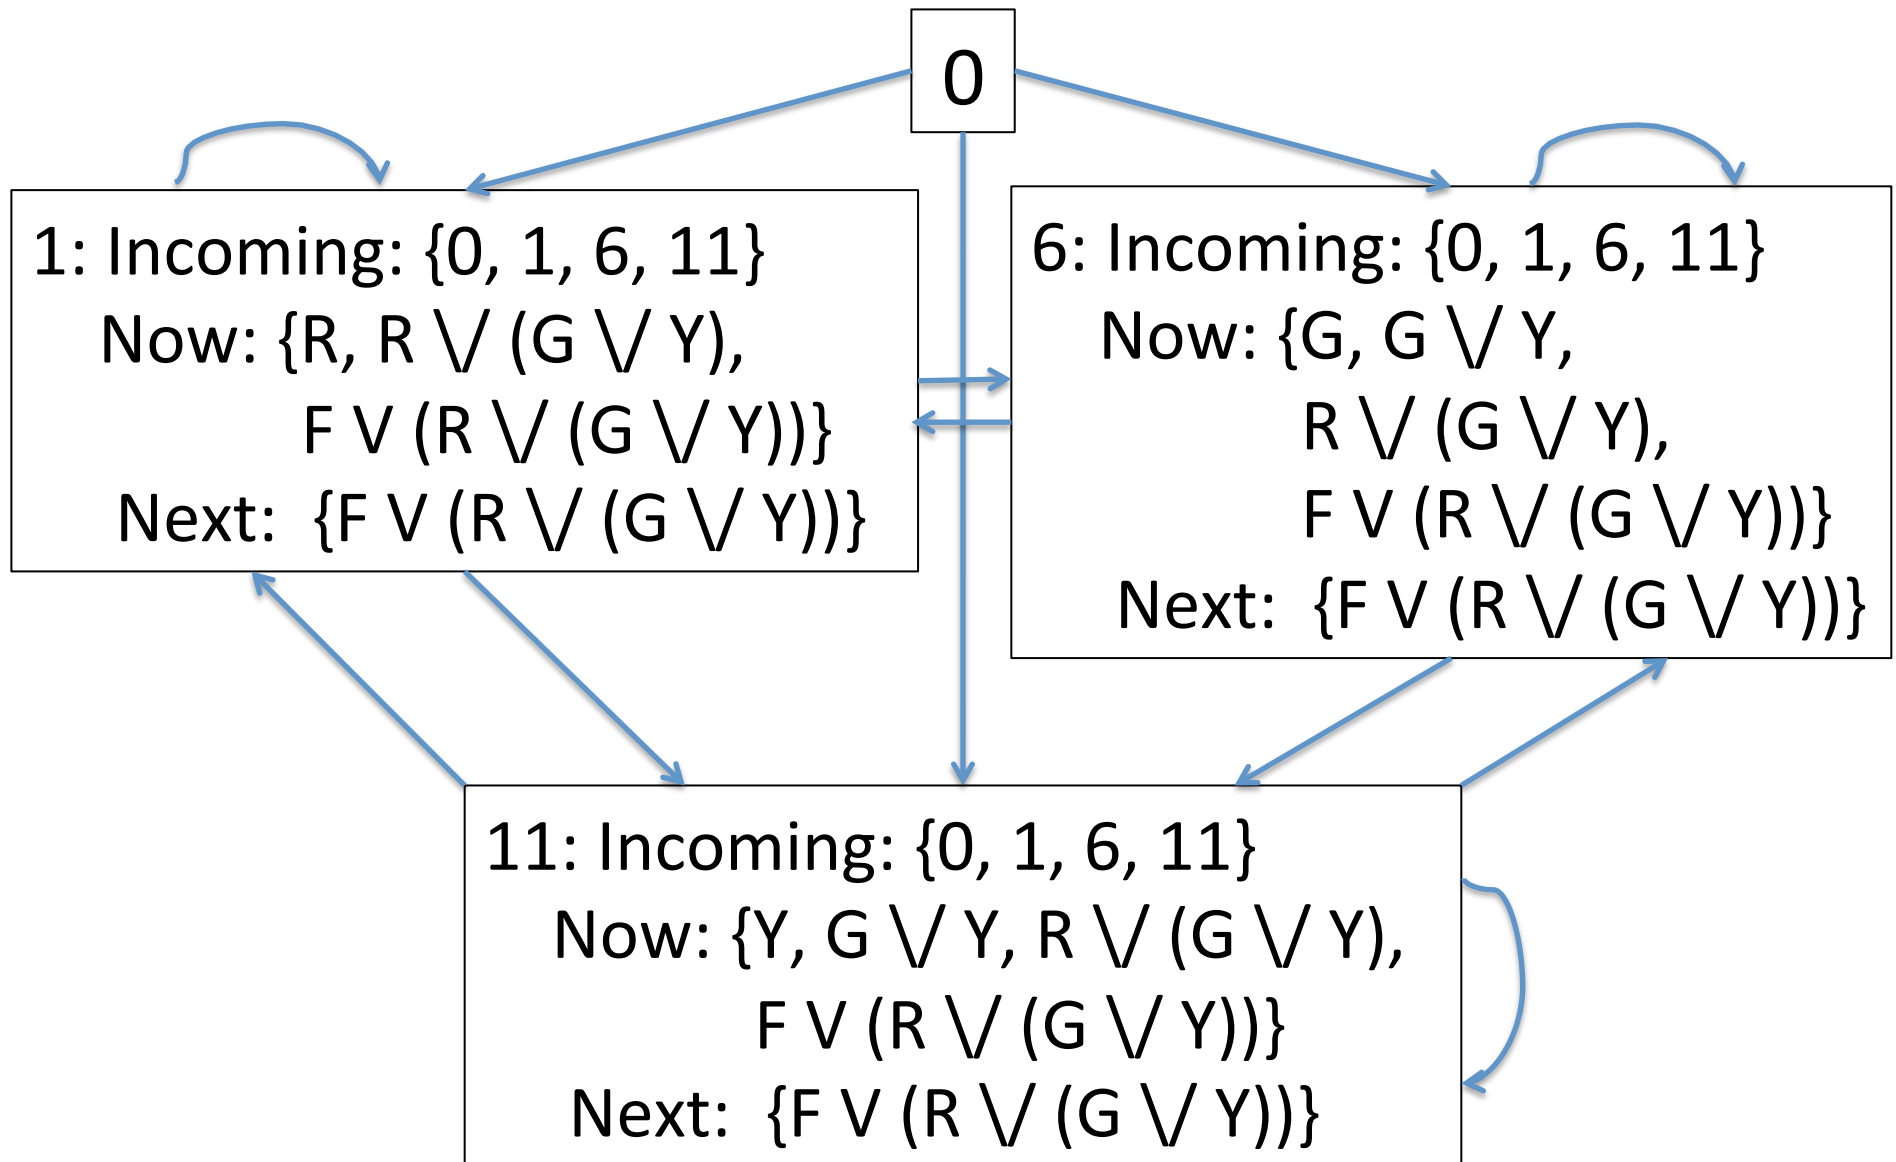 0
1: Incoming: {0, 1, 6, 11}
Now: {R, R \/ (G \/ Y),
F V (R \/ (G \/ Y))}
Next: {F V (R \/ (G \/ Y))}
6: Incoming: {0, 1, 6, 11}
Now: {G, G \/ Y,
R \/ (G \/ Y),
F V (R \/ (G \/ Y))}
Next: {F V (R \/ (G \/ Y))}
11: Incoming: {0, 1, 6, 11}
Now: {Y, G \/ Y, R \/ (G \/ Y),
F V (R \/ (G \/ Y))}
Next: {F V (R \/ (G \/ Y))}